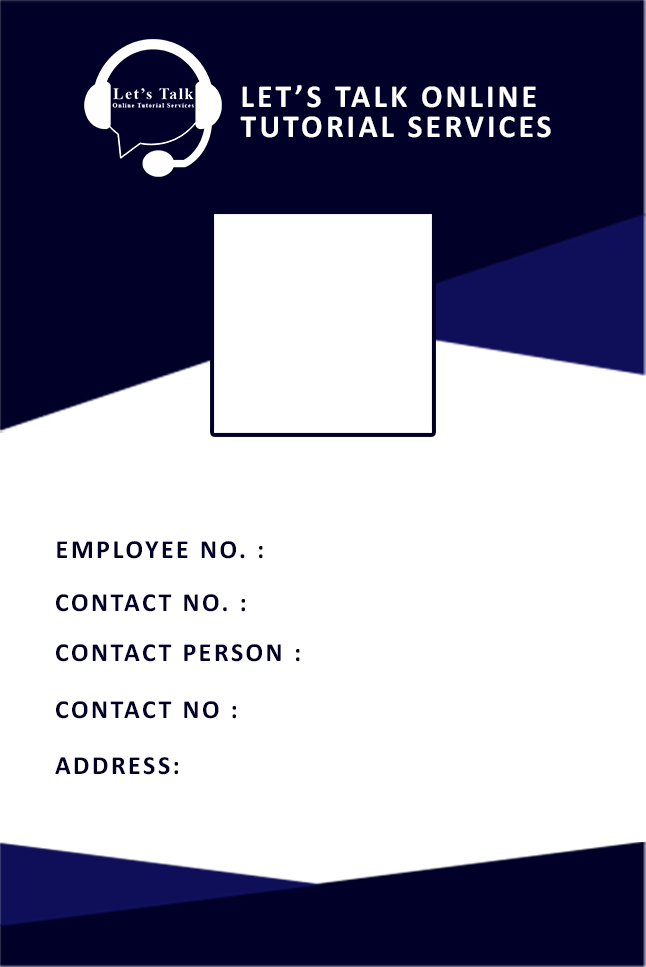 Let's Talk
Online Tutorial Services
LET’S TALK ONLINE
TUTORIAL SERVICES
EMPLOYEE NO. :
CONTACT NO. :
CONTACT PERSON :
CONTACT NO :
ADDRESS: